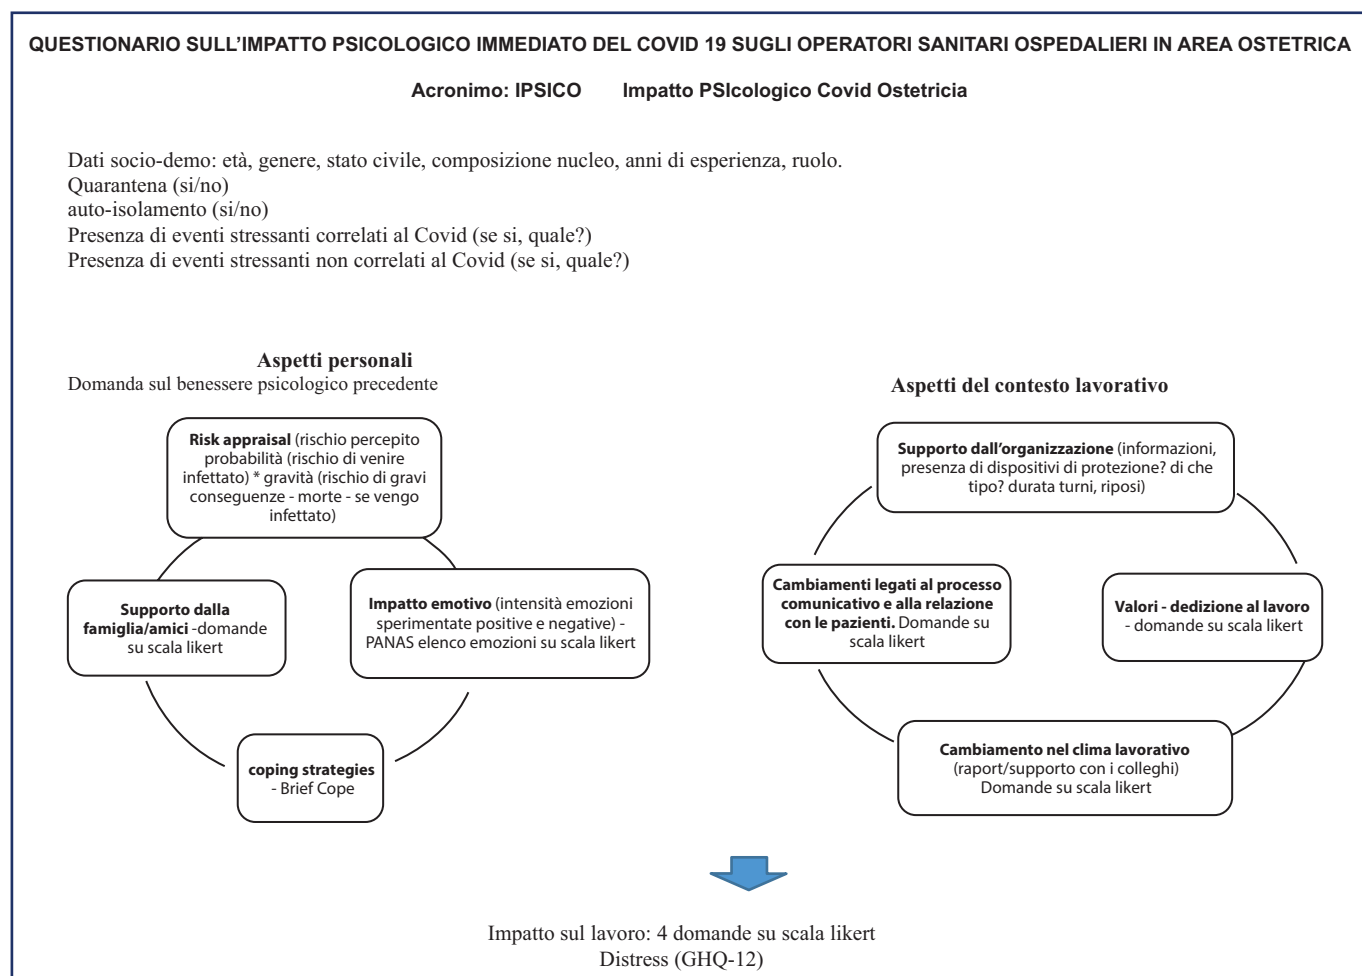 QUESTIONARIO SULL'IMPATTO PSICOLOGICO IMMEDIATO DEL COVID 19 SUGLI OPERATORI SANITARI OSPEDALIERI IN AREA OSTETRICA
Acronimo: IPSICO Impatto PSIcologico Covid Ostetricia
Dati socio-demo: età, genere, stato civile, composizione nucleo, anni di esperienza, ruolo.
Quarantena (si/no)
auto-isolamento (si/no)
Presenza di eventi stressanti correlati al Covid (se si, quale?)
Presenza di eventi stressanti non correlati al Covid (se si, quale?)
Aspetti personali
Domanda sul benessere psicologico precedente
Risk appraisal (rischio percepito
probabilità (rischio di venire
infettato) * gravità (rischio di gravi
conseguenze - morte - se vengo
infettato)
Supporto dalla
famiglia/amici -domande
su scala likert
Impatto emotivo (intensità emozioni
sperimentate positive e negative) -
PANAS elenco emozioni su scala likert
coping strategies
- Brief Cope
Aspetti del contesto lavorativo
Supporto dall'organizzazione (informazioni,
presenza di dispositivi di protezione? di che
tipo? durata turni, riposi)
Cambiamenti legati al processo
comunicativo e alla relazione
con le pazienti. Domande su
scala likert
Valori - dedizione al lavoro
- domande su scala likert
Cambiamento nel clima lavorativo
(raport/supporto con i colleghi)
Domande su scala likert
Impatto sul lavoro: 4 domande su scala likert
Distress (GHQ-12)